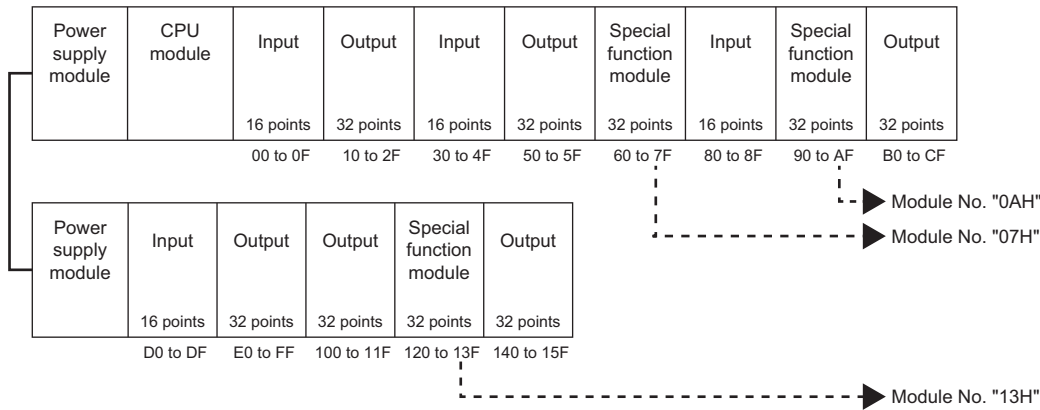 Power supply module
CPU module
Input
Output
Input
Output
Special function module
Input
Special function module
Output
16 points
32 points
16 points
32 points
32 points
16 points
32 points
32 points
00 to 0F
10 to 2F
30 to 4F
50 to 5F
60 to 7F
80 to 8F
90 to AF
B0 to CF
Module No. "0AH"
Module No. "07H"
Power supply module
Input
Output
Output
Special function module
Output
16 points
32 points
32 points
32 points
32 points
D0 to DF
E0 to FF
100 to 11F
120 to 13F
140 to 15F
Module No. "13H"